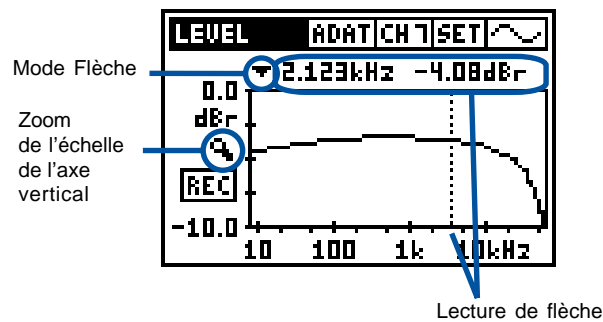 LEVEL ADAT CH 7 SET
Mode Flèche
2.123kHz -4.08dBr
0.0
dBr
Zoom
de l'échelle
de l'axe
vertical
REC
-10.0
10 100 1k 10kHz
Lecture de flèche